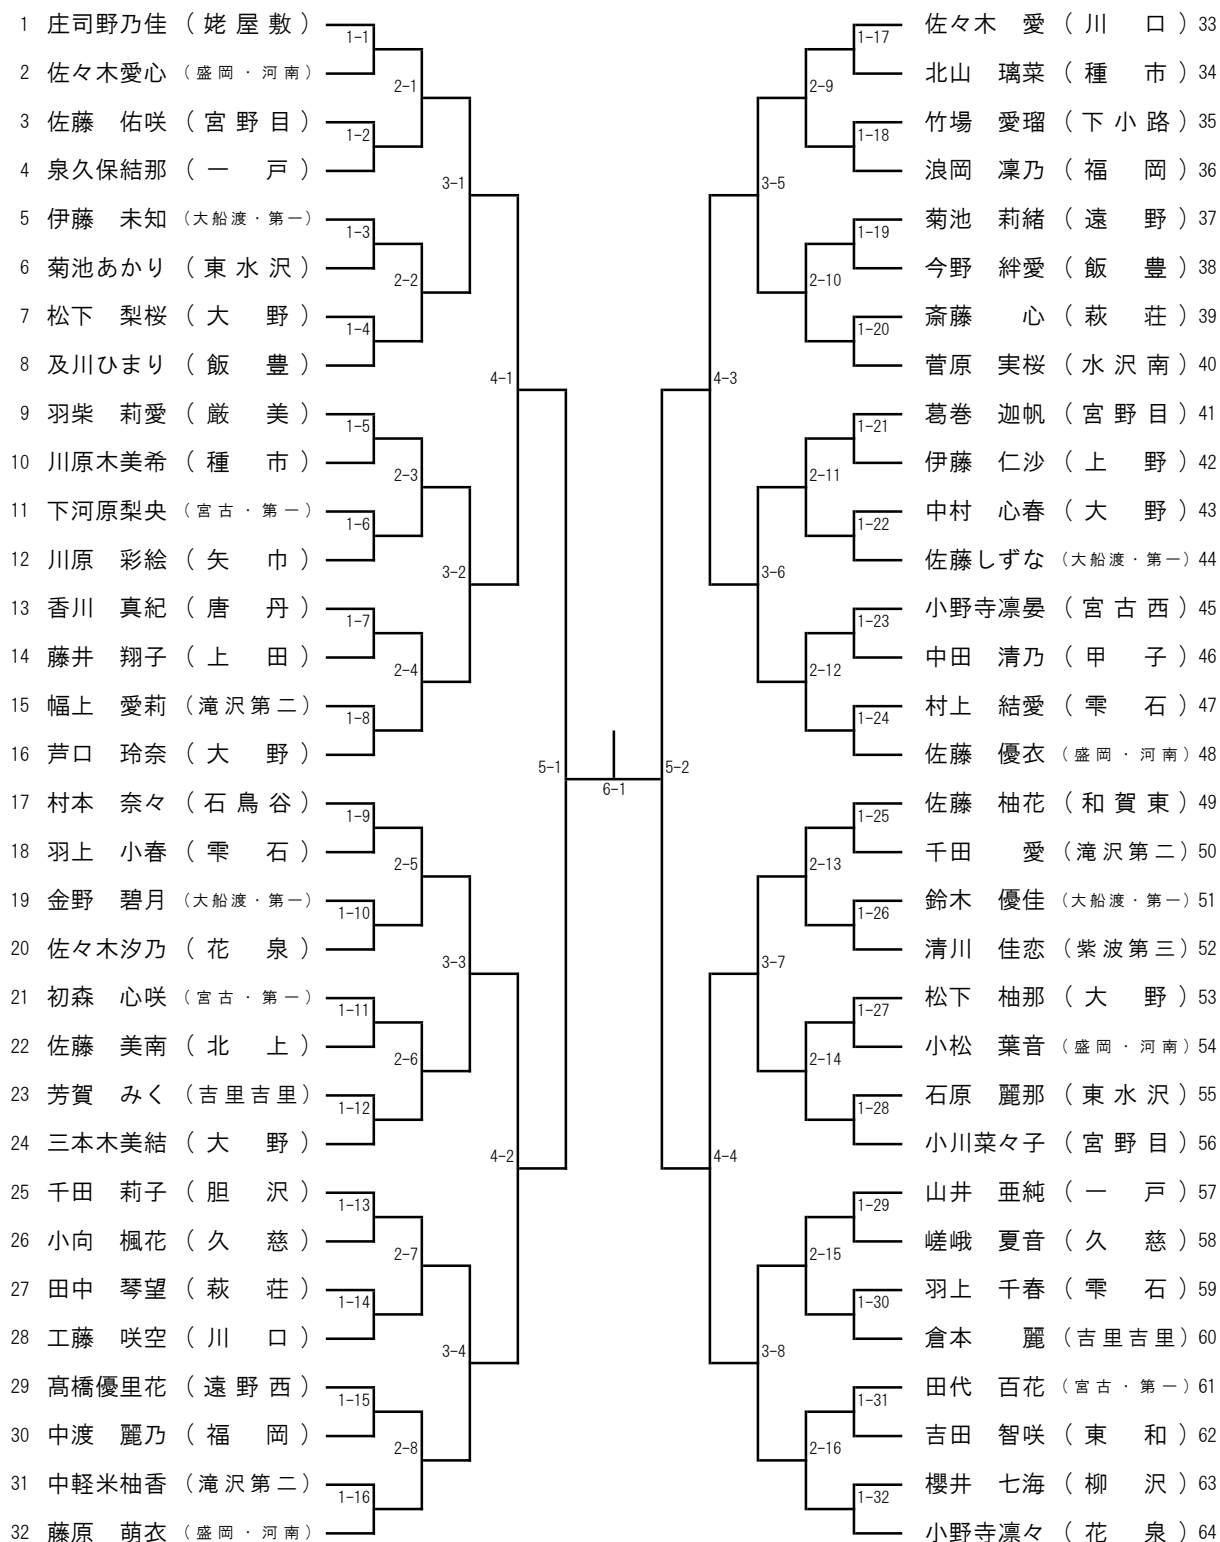 1 庄司野乃佳 （姥屋敷）
1-1
2 佐々木愛心 （盛岡・河南）
2-1
3 佐藤 佑咲 （宮野目）
1-2
4 泉久保結那 （一 戸）
3-1
5 伊藤 未知 （大船渡・第一）
1-3
6 菊池あかり （東水沢）
2-2
7 松下 梨桜 （大 野）
1-4
8 及川ひまり （飯 豊）
4-1
9 羽柴 莉愛 （厳 美）
1-5
10 川原木美希 （種 市）
2-3
11 下河原梨央 （宮古・第一）
1-6
12 川原 彩絵 （矢 巾）
3-2
13 香川 真紀 （唐 丹）
1-7
14 藤井 翔子 （上 田）
2-4
15 幅上 愛莉 （滝沢第二）
1-8
16 芦口 玲奈 （大 野）
5-1
17 村本 奈々 （石鳥谷）
1-9
18 羽上 小春 （雫 石）
2-5
19 金野 碧月 （大船渡・第一）
1-10
20 佐々木汐乃 （花 泉）
3-3
21 初森 心咲 （宮古・第一）
1-11
22 佐藤 美南 （北 上）
2-6
23 芳賀 みく （吉里吉里）
1-12
24 三本木美結 （大 野）
4-2
25 千田 莉子 （胆 沢）
1-13
26 小向 楓花 （久 慈）
2-7
27 田中 琴望 （萩 荘）
1-14
28 工藤 咲空 （川 口）
3-4
29 髙橋優里花 （遠野西）
1-15
30 中渡 麗乃 （福 岡）
2-8
31 中軽米柚香 （滝沢第二）
1-16
32 藤原 萌衣 （盛岡・河南）
6-1
佐々木 愛 （川 口） 33
1-17
北山 璃菜 （種 市） 34
2-9
竹場 愛瑠 （下小路） 35
1-18
浪岡 凜乃 （福 岡） 36
3-5
菊池 莉緒 （遠 野） 37
1-19
今野 絆愛 （飯 豊） 38
2-10
斎藤 心 （萩 荘） 39
1-20
菅原 実桜 （水沢南） 40
4-3
葛巻 迦帆 （宮野目） 41
1-21
伊藤 仁沙 （上 野） 42
2-11
中村 心春 （大 野） 43
1-22
佐藤しずな （大船渡・第一） 44
3-6
小野寺凛晏 （宮古西） 45
1-23
中田 清乃 （甲 子） 46
2-12
村上 結愛 （雫 石） 47
1-24
佐藤 優衣 （盛岡・河南） 48
5-2
佐藤 柚花 （和賀東） 49
1-25
千田 愛 （滝沢第二） 50
2-13
鈴木 優佳 （大船渡・第一） 51
1-26
清川 佳恋 （紫波第三） 52
3-7
松下 柚那 （大 野） 53
1-27
小松 葉音 （盛岡・河南） 54
2-14
石原 麗那 （東水沢） 55
1-28
小川菜々子 （宮野目） 56
4-4
山井 亜純 （一 戸） 57
1-29
嵯峨 夏音 （久 慈） 58
2-15
羽上 千春 （雫 石） 59
1-30
倉本 麗 （吉里吉里） 60
3-8
田代 百花 （宮古・第一） 61
1-31
吉田 智咲 （東 和） 62
2-16
櫻井 七海 （柳 沢） 63
1-32
小野寺凛々 （花 泉） 64